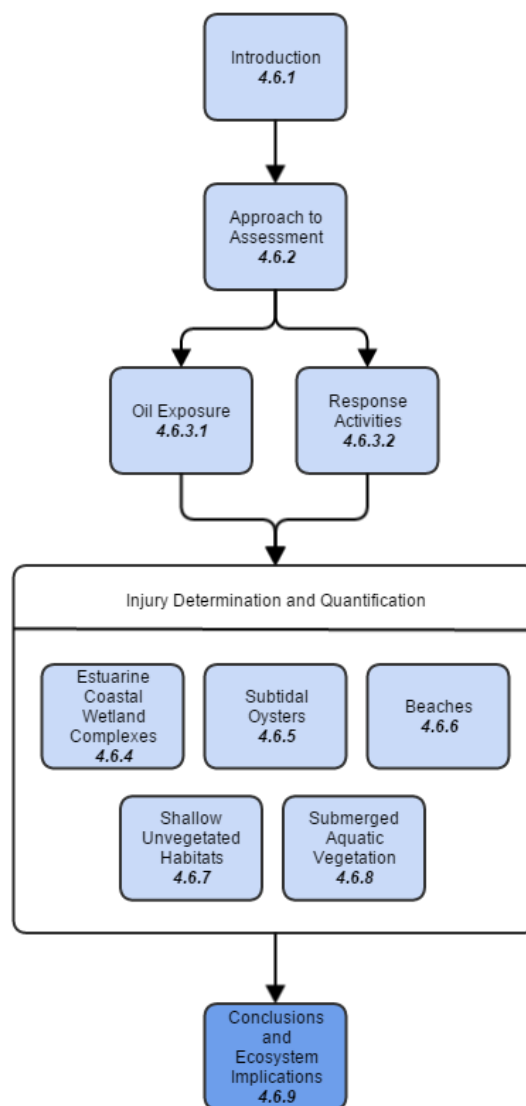 Introduction
4.6.1
Approach to
Assessment
4.6.2
Oil Exposure
4.6.3.1
Response
Activities
4.6.3.2
Injury Determination and Quantification
Estuarine
Coastal
Wetland
Complexes
4.6.4
Subtidal
Oysters
4.6.5
Beaches
4.6.6
Shallow
Unvegetated
Habitats
4.6.7
Submerged
Aquatic
Vegetation
4.6.8
Conclusions
and
Ecosystem
Implications
4.6.9